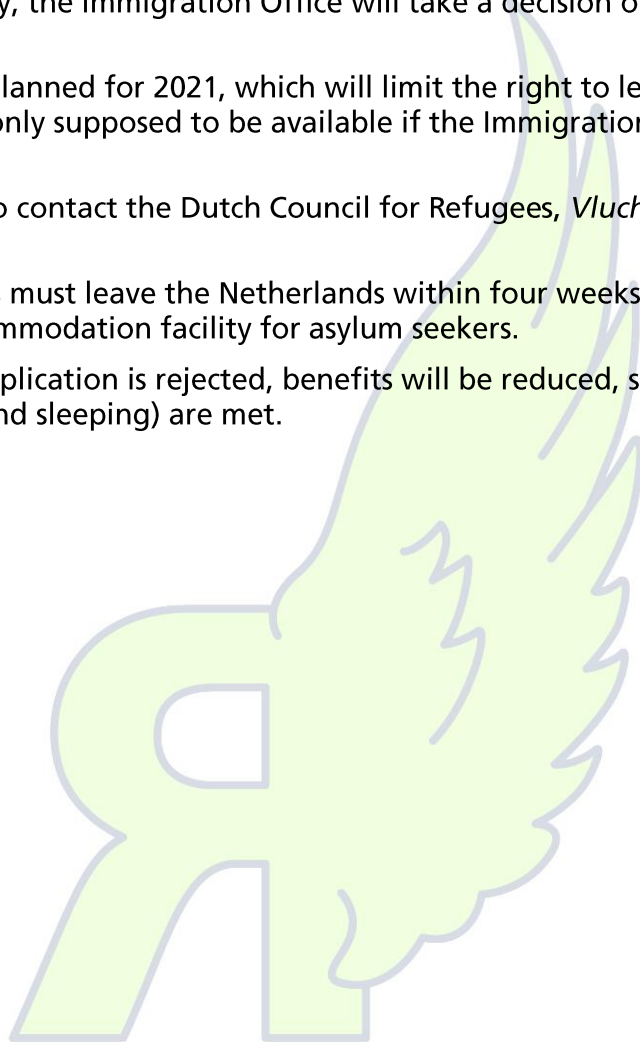 the Immigration Office will take a decision
lanned for 2021, which will limit the right to le
only supposed to be available if the Immigration
o contact the Dutch Council for Refugees, Vluch
must leave the Netherlands within four weeks
mmodation facility for asylum seekers.
plication is rejected, benefits will be reduced, s
nd sleeping) are met.